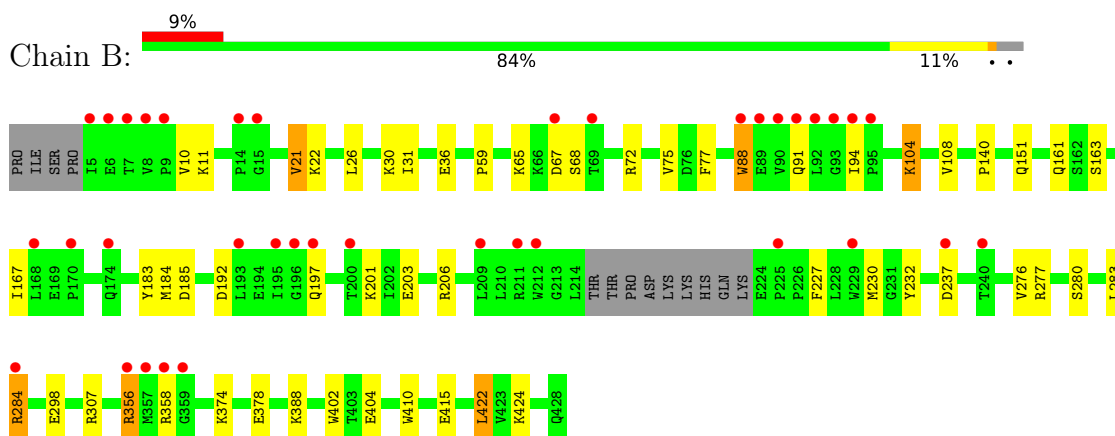 9%
Chain B:
84% 11% • •
PRO ILE SER PRO I5 E6 T7 V8 P9 V10 K11 P14 G15 V21 K22 L26 K30 I31 E36 P59 K65 K66 D67 S68 T69 R72 V75 D76 F77 W88 E89 V90 Q91 L92 G93 I94 P95 K104 V108 P140 Q151 Q161 S162 S163
I167 L168 E169 P170 Q174 Y183 M184 D185 D192 L193 E194 I195 G196 Q197 T200 K201 I202 E203 R206 L209 L210 R211 W212 G213 L214 THR THR PRO ASP LYS LYS HIS GLN LYS E224 P225 P226 F227 L228 W229 M230 G231 Y232 D237 T240 V276 R277 S280 L283
R284 E298 R307 R356 M357 R358 G359 K374 E378 K388 W402 T403 E404 W410 E415 L422 V423 K424 Q428